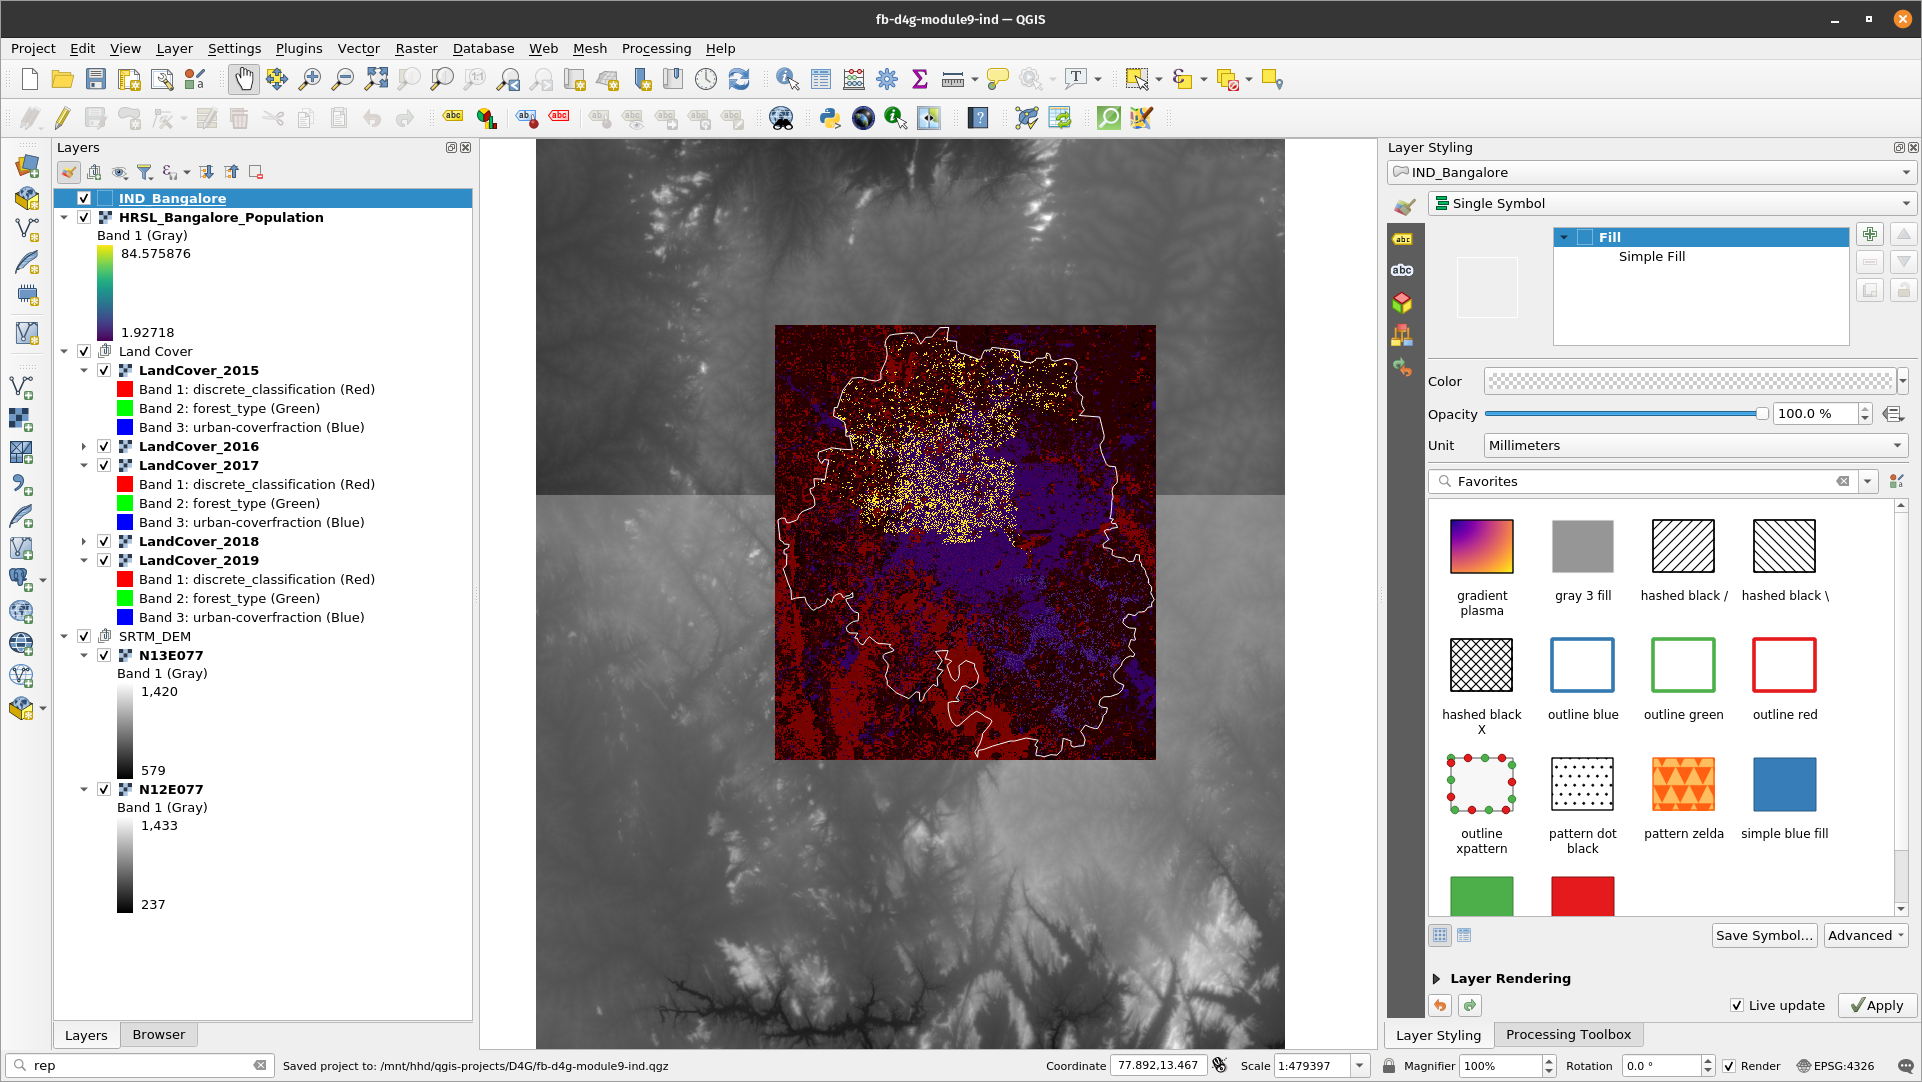 fb-d4g-module9-ind — QGIS
Project Edit View Layer Settings Plugins Vector Raster Database Web Mesh Processing Help
Layers
IND_Bangalore
HRSL_Bangalore_Population
Band 1 (Gray)
84.575876
1.92718
Land Cover
LandCover_2015
Band 1: discrete_classification (Red)
Band 2: forest_type (Green)
Band 3: urban-coverfraction (Blue)
LandCover_2016
LandCover_2017
Band 1: discrete_classification (Red)
Band 2: forest_type (Green)
Band 3: urban-coverfraction (Blue)
LandCover_2018
LandCover_2019
Band 1: discrete_classification (Red)
Band 2: forest_type (Green)
Band 3: urban-coverfraction (Blue)
SRTM_DEM
N13E077
Band 1 (Gray)
1,420
579
N12E077
Band 1 (Gray)
1,433
237
Layers Browser
Layer Styling
IND_Bangalore
Single Symbol
abc
abc
Fill
Simple Fill
Color
Opacity 100.0 %
Unit Millimeters
Favorites
gradient plasma
gray 3 fill
hashed black /
hashed black \
hashed black X
outline blue
outline green
outline red
outline xpattern
pattern dot black
pattern zelda
simple blue fill
Save Symbol... Advanced
Layer Rendering
Live update Apply
Layer Styling Processing Toolbox
rep
Saved project to: /mnt/hhd/qgis-projects/D4G/fb-d4g-module9-ind.qgz
Coordinate 77.892,13.467 Scale 1:479397 Magnifier 100% Rotation 0.0 ° Render EPSG:4326